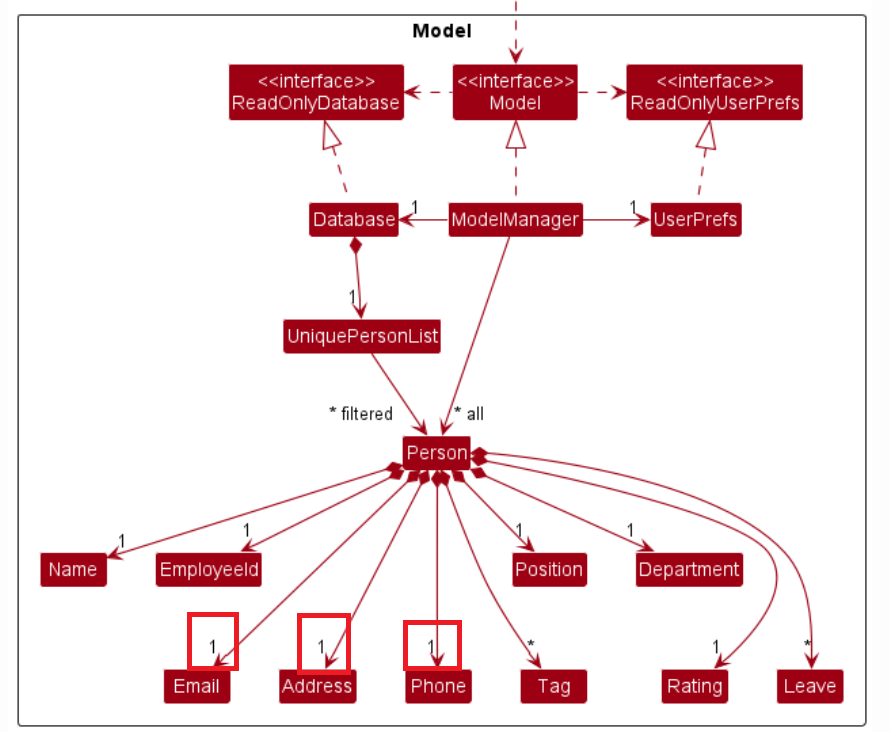 Model
<<interface>> <<interface>> <<interface>>
ReadOnlyDatabase Model ReadOnlyUserPrefs
1 1
Database ModelManager UserPrefs
1
UniquePersonList
* filtered * all
Person
1 1 1 1
Name EmployeeId Position Department
1 1 1 * 1 *
Email Address Phone Tag Rating Leave